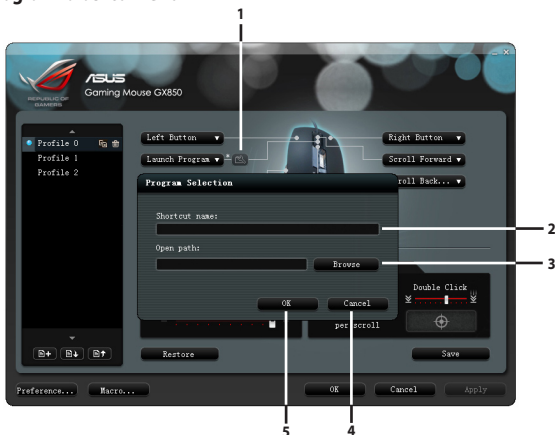 1
ASUS
Gaming Mouse GX850
REPUBLIC OF
GAMERS
Profile 0
Profile 1
Profile 2
Left Button
Right Button
Launch Program
Scroll Forward
roll Back...
Program Selection
Shortcut name:
2
Open path:
Browse
3
OK
Cancel
Double Click
per scroll
Restore
Save
Preference...
Macro...
OK
Cancel
Apply
5
4